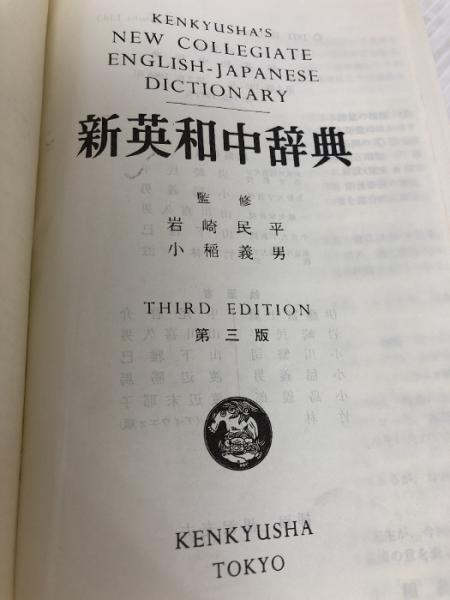 KENKYUSHA'S
NEW COLLEGIATE
ENGLISH-JAPANESE
DICTIONARY
新英和中辞典
監修
岩崎民平
小稲義男
THIRD EDITION
第三版
KENKYUSHA
TOKYO